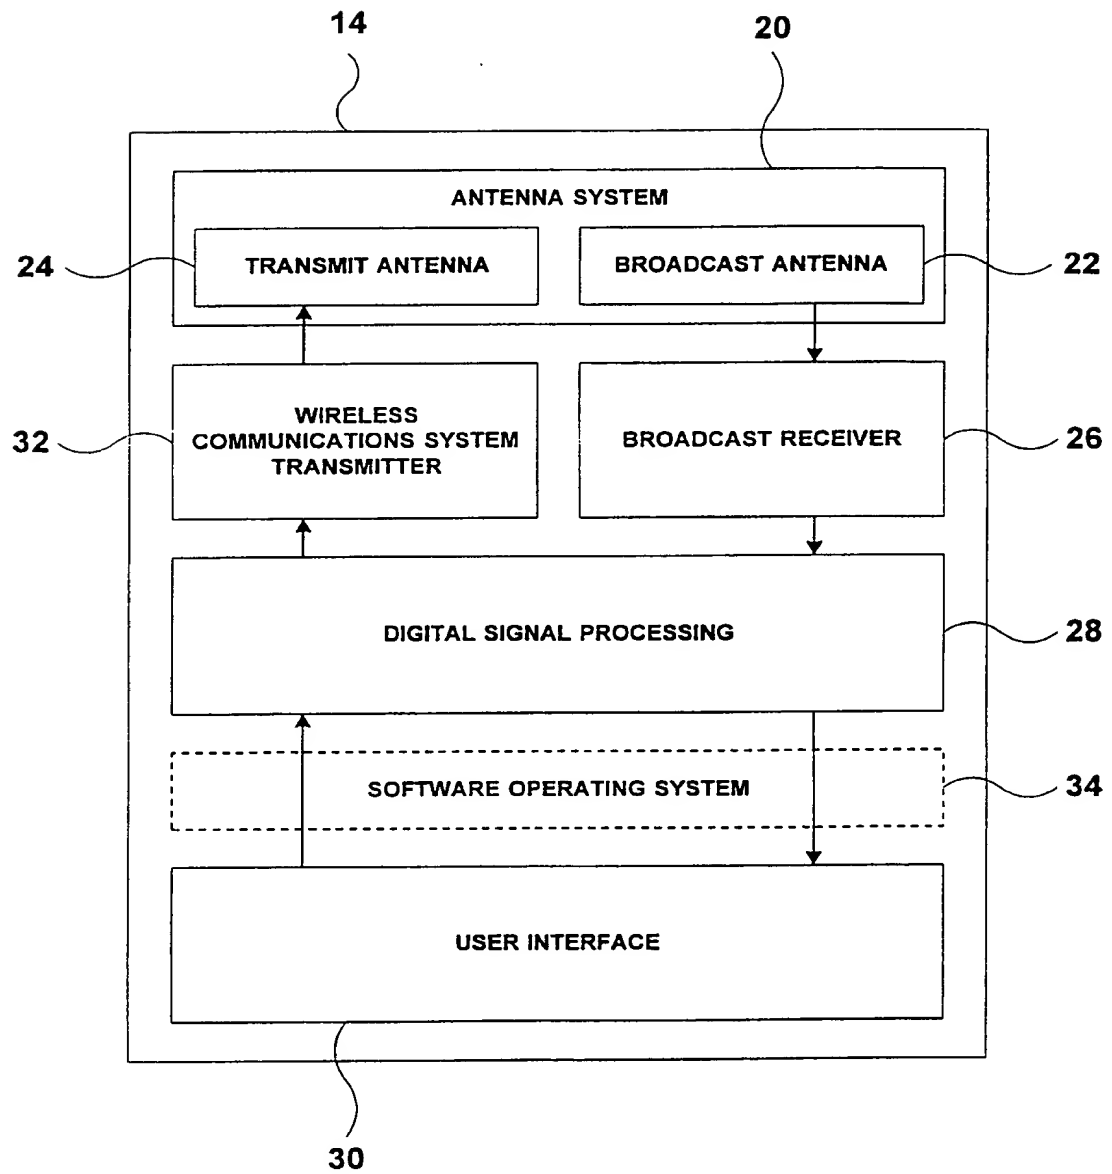 14
20
ANTENNA SYSTEM
24
TRANSMIT ANTENNA
BROADCAST ANTENNA
22
32
WIRELESS
COMMUNICATIONS SYSTEM
TRANSMITTER
BROADCAST RECEIVER
26
DIGITAL SIGNAL PROCESSING
28
SOFTWARE OPERATING SYSTEM
34
USER INTERFACE
30